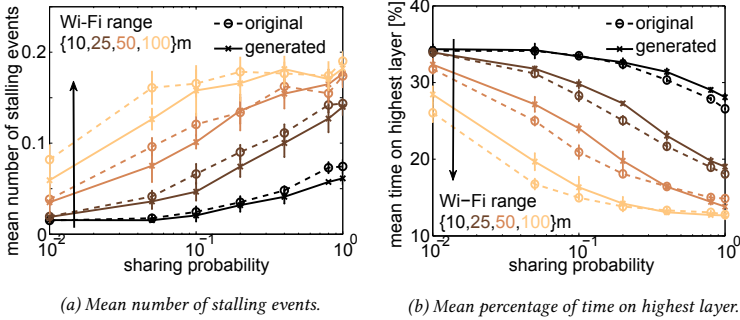 Wi-Fi range
{10,25,50,100}m
original
generated
0.2
0.1
0
10^-2
10^-1
10^0
mean number of stalling events
sharing probability
(a) Mean number of stalling events.
original
generated
Wi-Fi range
{10,25,50,100}m
40
30
20
10
10^-2
10^-1
10^0
mean time on highest layer [%]
sharing probability
(b) Mean percentage of time on highest layer.